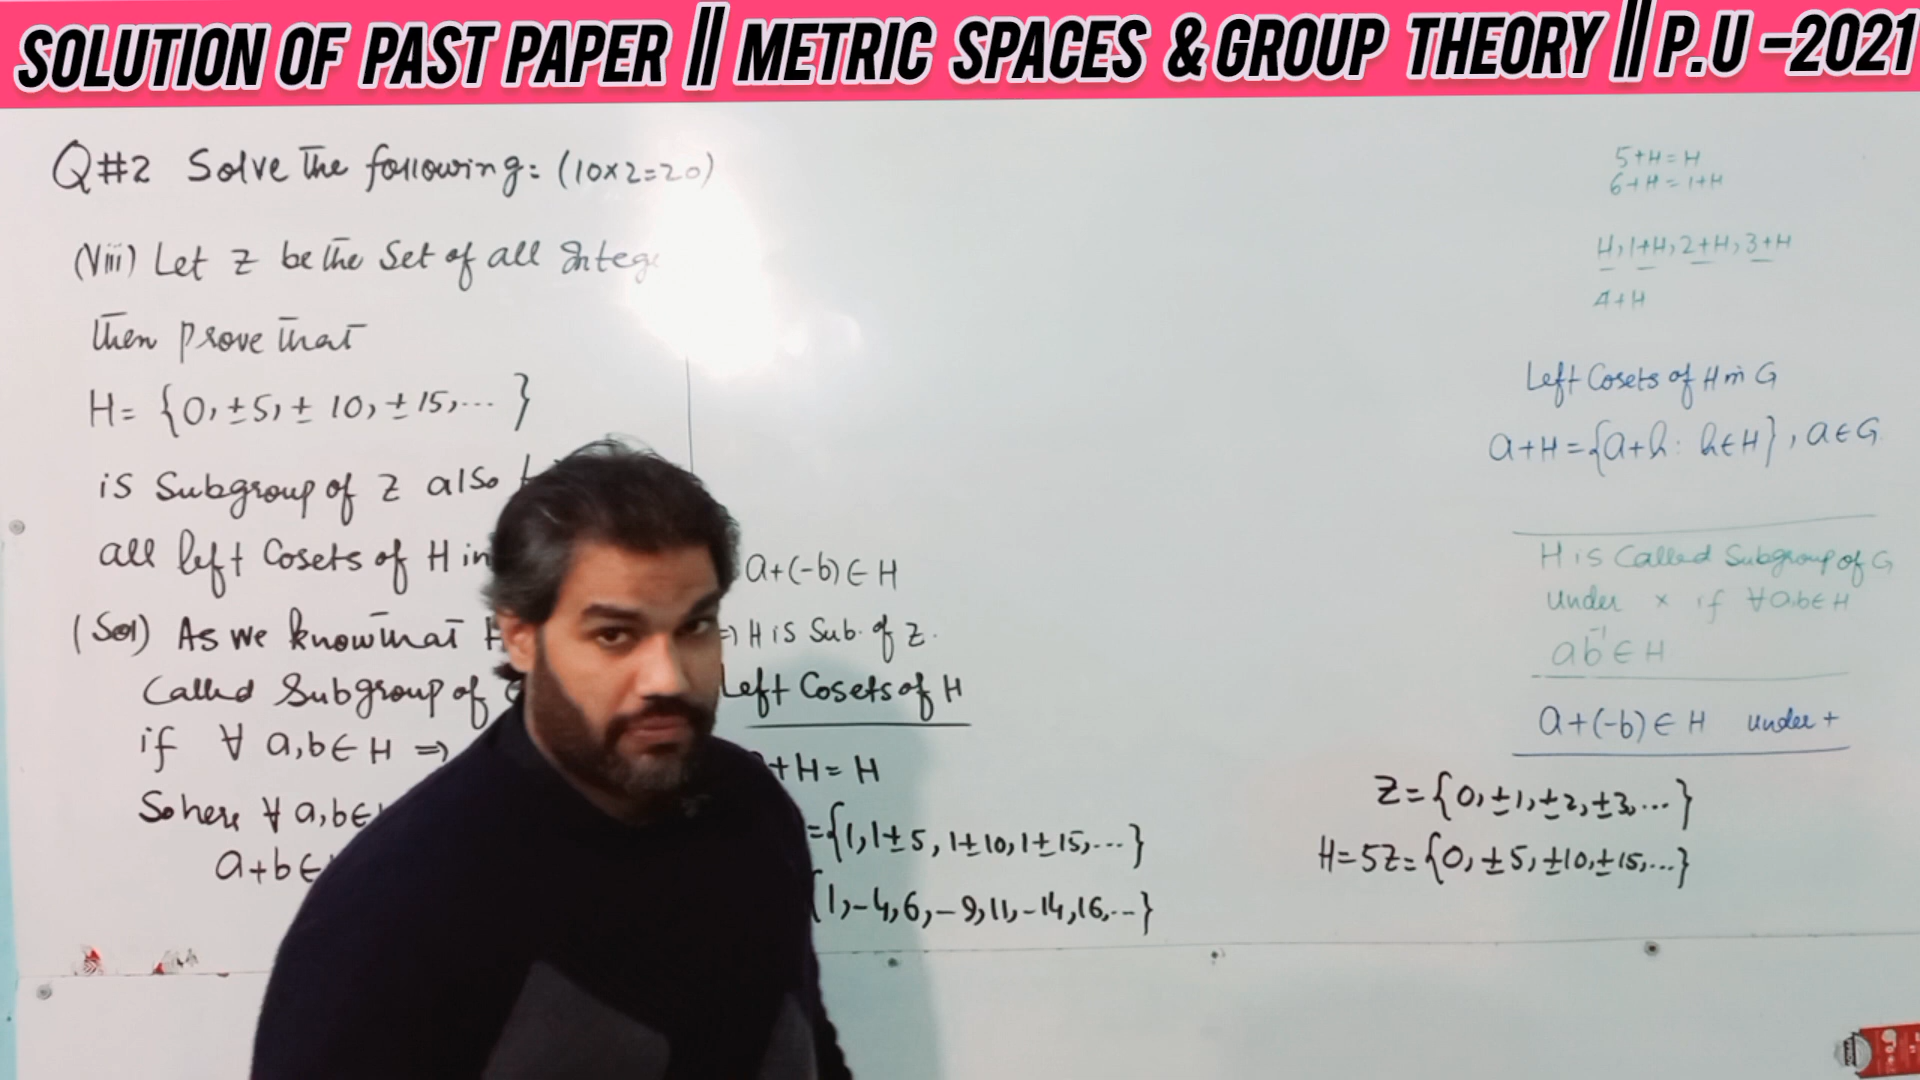 SOLUTION OF PAST PAPER || METRIC SPACES & GROUP THEORY || P.U -2021
Q#2 Solve the following: (10×2=20)
(Viii) Let Z be the Set of all
then prove that
H= {0, ±5, ± 10, ±15, ... }
is Subgroup of Z also
all left Cosets of H in
(Sol) As we know that
Called Subgroup of
if ∀ a,b∈H ⇒
So here ∀ a,b∈
a+b∈
a+(-b)∈H
⇒ H is Sub. of Z.
Left Cosets of H
+H= H
={1, 1±5, 1±10, 1±15, ... }
{1, -4, 6, -9, 11, -14, 16, ... }
5+H=H
6+H=1+H
H, 1+H, 2+H, 3+H
4+H
Left Cosets of H in G
a+H={a+h: h∈H}, a∈G
H is Called Subgroup of G
under × if ∀ a,b∈H
ab⁻¹∈H
a+(-b)∈H under +
Z={0, ±1, ±2, ±3, ... }
H=5Z={0, ±5, ±10, ±15, ... }